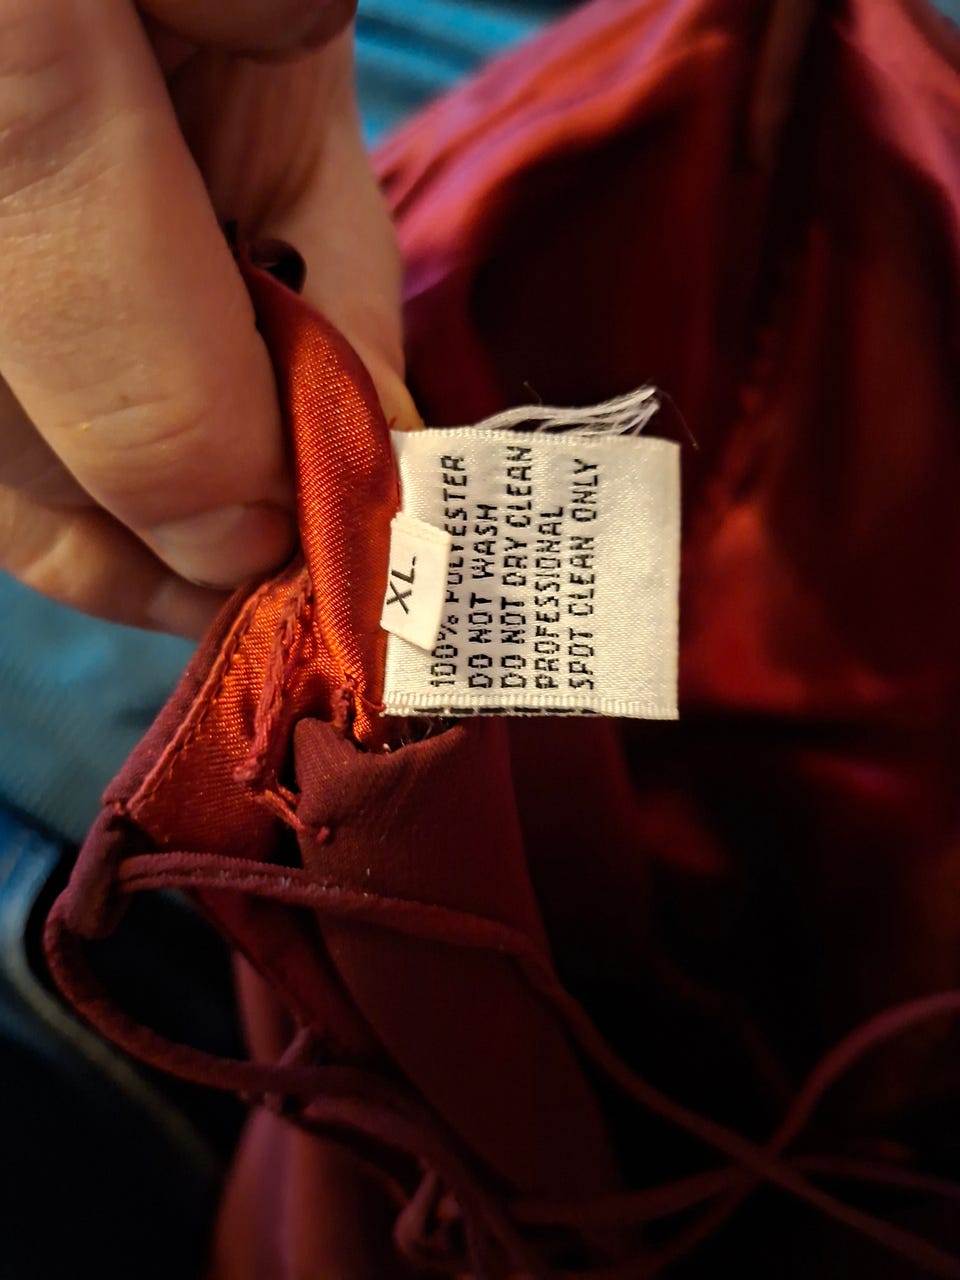 XL
100% POLYESTER
DO NOT WASH
DO NOT DRY CLEAN
PROFESSIONAL
SPOT CLEAN ONLY